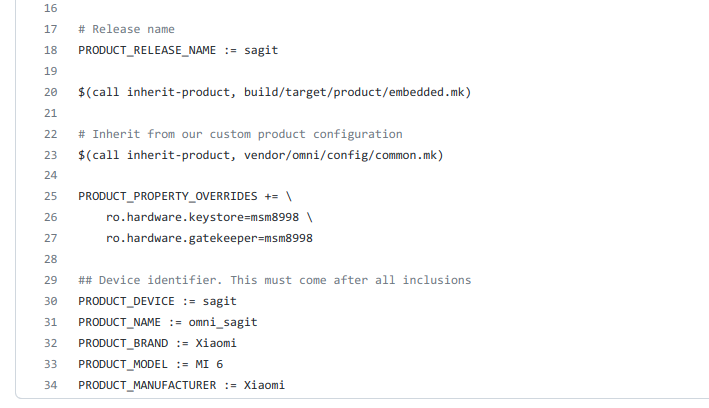 16
17 # Release name
18 PRODUCT_RELEASE_NAME := sagit
19
20 $(call inherit-product, build/target/product/embedded.mk)
21
22 # Inherit from our custom product configuration
23 $(call inherit-product, vendor/omni/config/common.mk)
24
25 PRODUCT_PROPERTY_OVERRIDES += \
26     ro.hardware.keystore=msm8998 \
27     ro.hardware.gatekeeper=msm8998
28
29 ## Device identifier. This must come after all inclusions
30 PRODUCT_DEVICE := sagit
31 PRODUCT_NAME := omni_sagit
32 PRODUCT_BRAND := Xiaomi
33 PRODUCT_MODEL := MI 6
34 PRODUCT_MANUFACTURER := Xiaomi